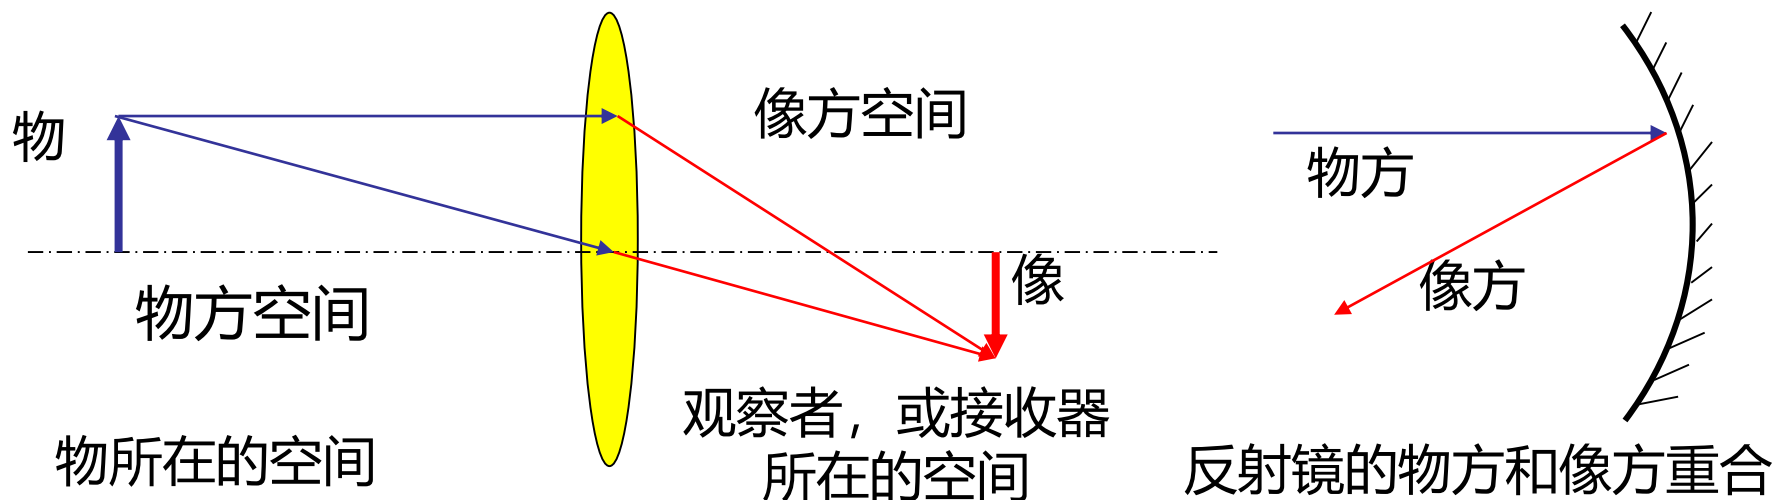 物
像方空间
像
物方空间
物所在的空间
观察者，或接收器
所在的空间
物方
像方
反射镜的物方和像方重合